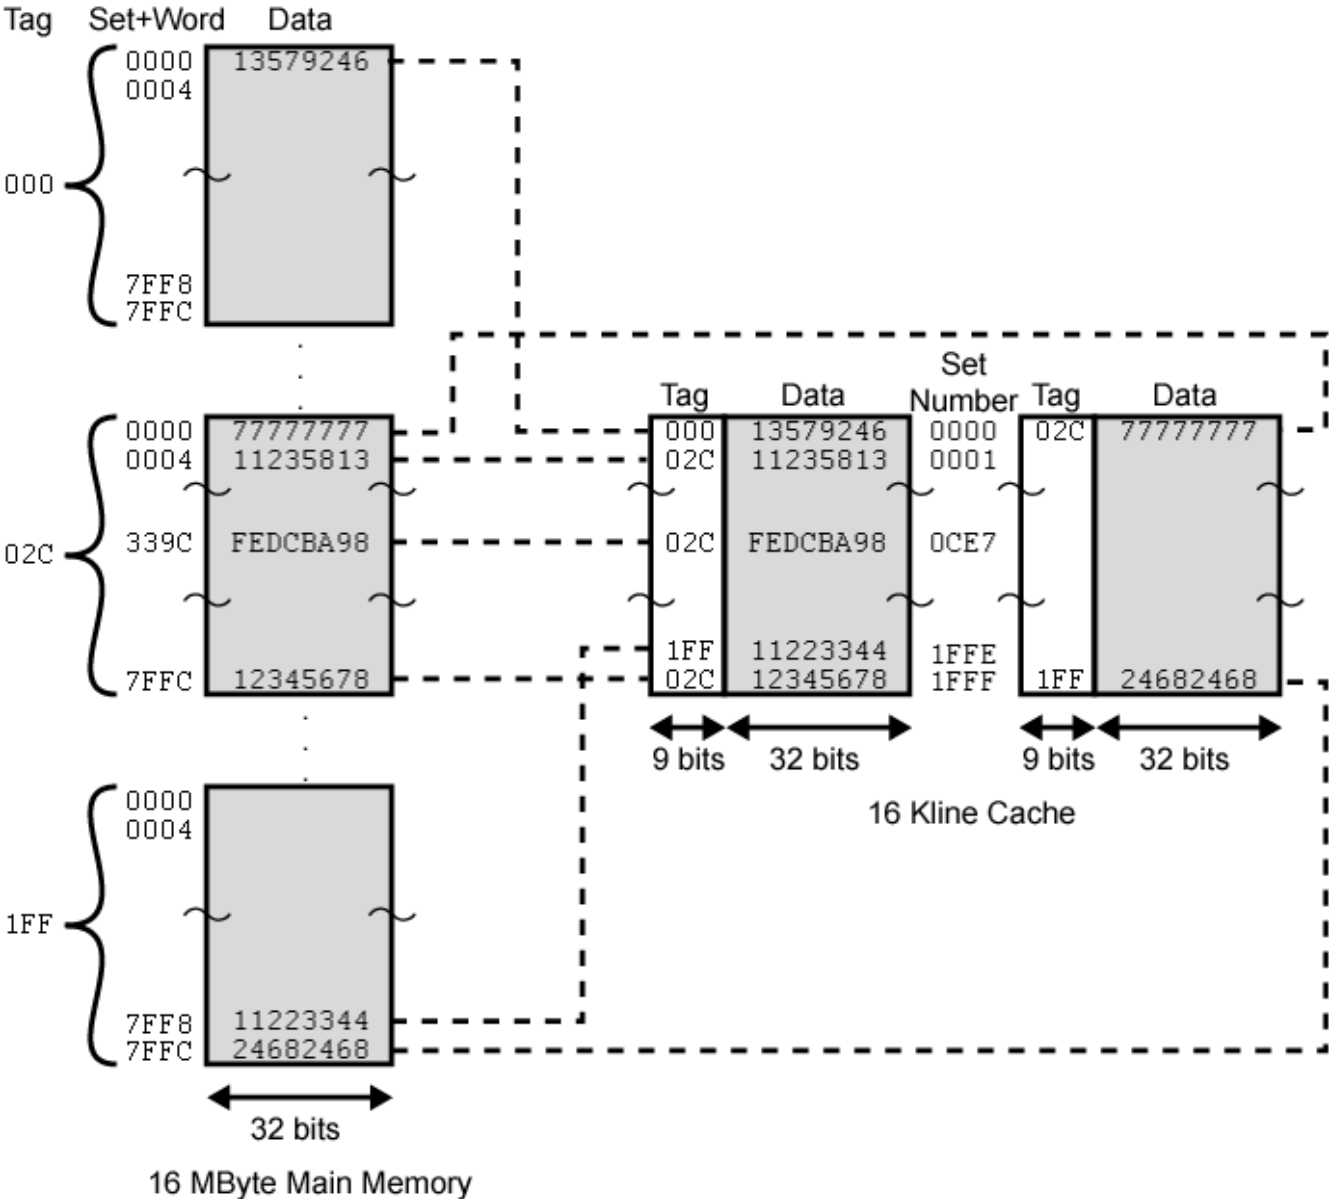 Tag Set+Word Data
0000 13579246
0004
000
7FF8
7FFC
Set
Tag Data Number Tag Data
0000 77777777 000 13579246 0000 02C 77777777
0004 11235813 02C 11235813 0001
02C 339C FEDCBA98 02C FEDCBA98 0CE7
1FF 11223344 1FFE
7FFC 12345678 02C 12345678 1FFF 1FF 24682468
9 bits 32 bits 9 bits 32 bits
16 Kline Cache
0000
0004
1FF
7FF8 11223344
7FFC 24682468
32 bits
16 MByte Main Memory